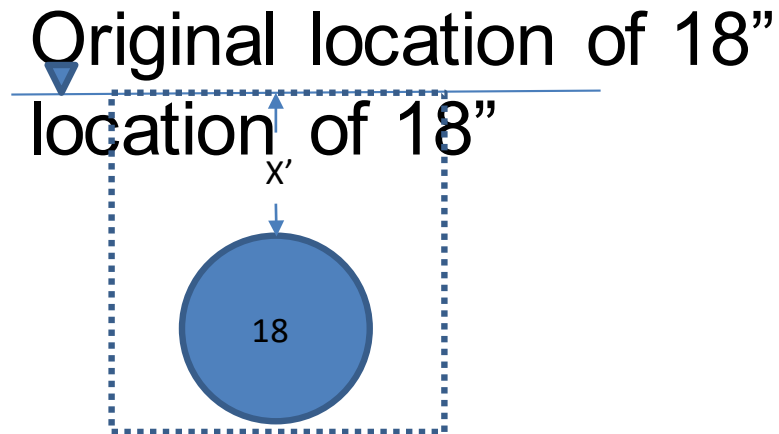 Original location of 18”
location of 18”
X’
18